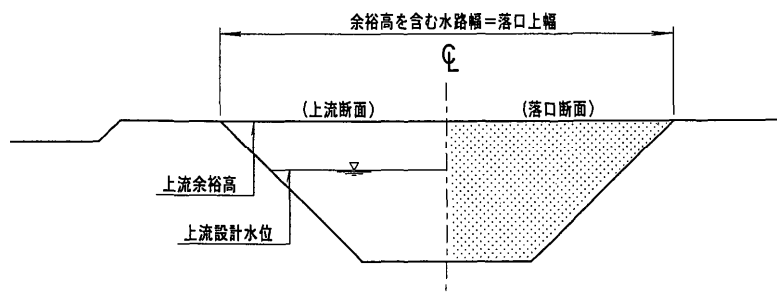 余裕高を含む水路幅=落口上幅
℄
(上流断面)
(落口断面)
上流余裕高
上流設計水位